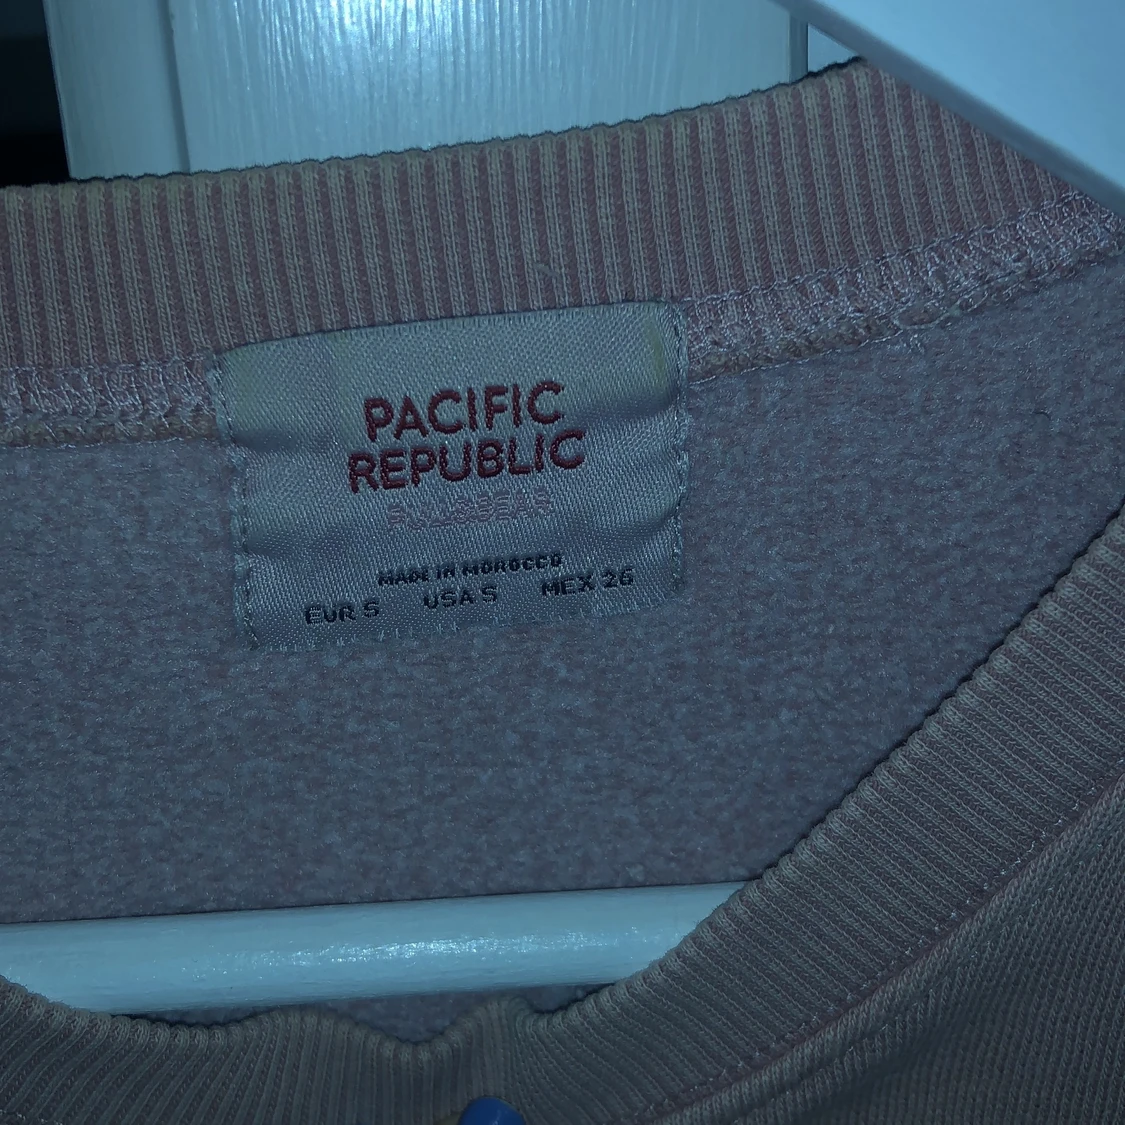 PACIFIC
REPUBLIC
PULL&BEAR
MADE IN MOROCCO
EUR S USA S MEX 26